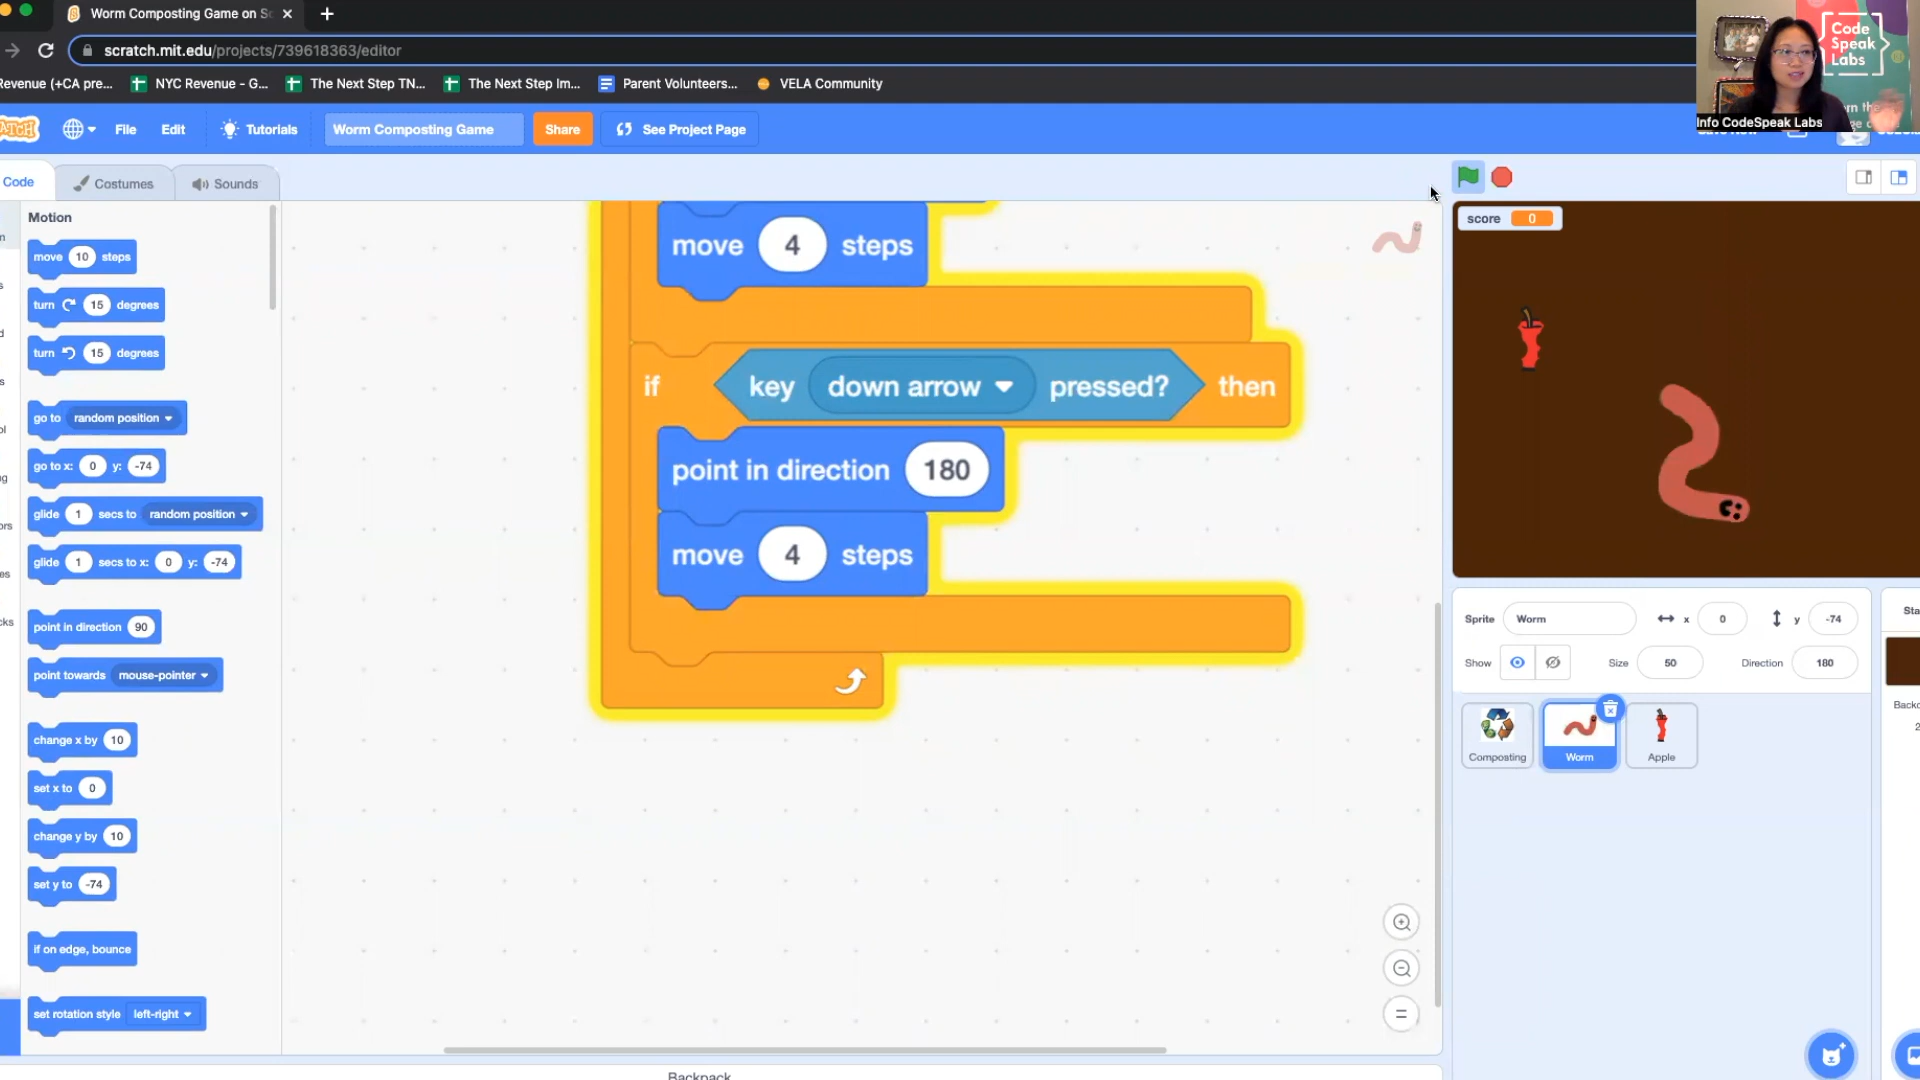 Worm Composting Game on Sc
scratch.mit.edu/projects/739618363/editor
Revenue (+CA pre... NYC Revenue - G... The Next Step TN... The Next Step Im... Parent Volunteers... VELA Community
Code
Speak
Labs
Info CodeSpeak Labs
File Edit Tutorials Worm Composting Game Share See Project Page
Code Costumes Sounds
Motion
move 10 steps
turn 15 degrees
turn 15 degrees
go to random position
go to x: 0 y: -74
glide 1 secs to random position
glide 1 secs to x: 0 y: -74
point in direction 90
point towards mouse-pointer
change x by 10
set x to 0
change y by 10
set y to -74
if on edge, bounce
set rotation style left-right
move 4 steps
if key down arrow pressed? then
point in direction 180
move 4 steps
score 0
Sprite Worm x 0 y -74
Show Size 50 Direction 180
Composting Worm Apple
Backpack